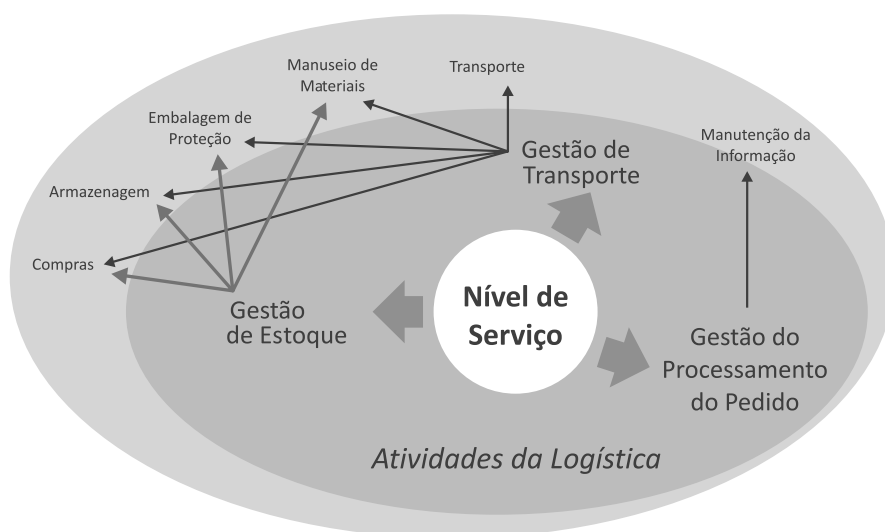 Manuseio de
Materiais
Transporte
Embalagem de
Proteção
Manutenção da
Informação
Gestão de
Transporte
Armazenagem
Compras
Nível de
Serviço
Gestão
de Estoque
Gestão do
Processamento
do Pedido
Atividades da Logística